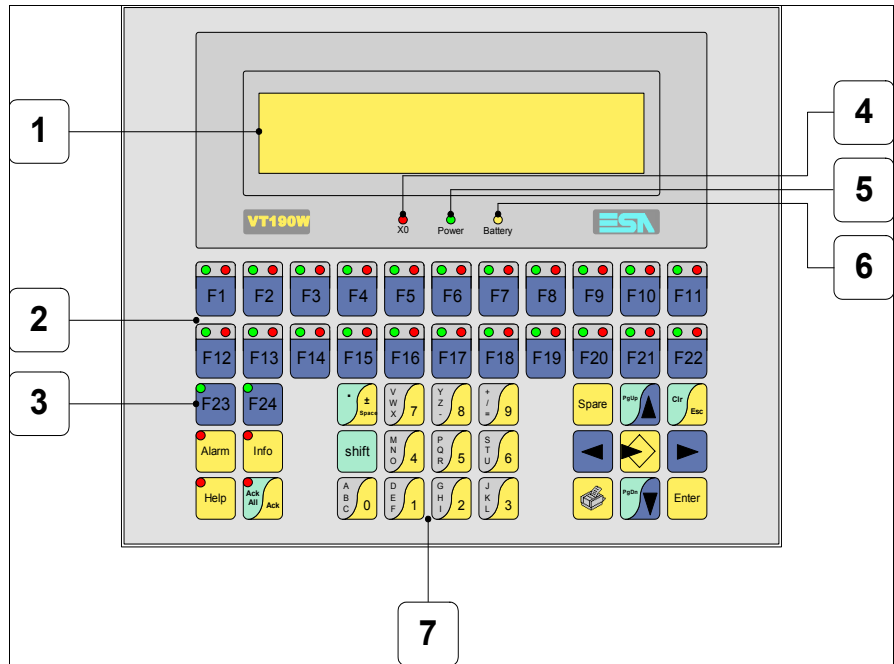 1
4
5
VT190W
X0 Power Battery
ESA
6
F1 F2 F3 F4 F5 F6 F7 F8 F9 F10 F11
2
F12 F13 F14 F15 F16 F17 F18 F19 F20 F21 F22
3
F23 F24 . ± Space V W X 7 Y Z - 8 + / = 9 Spare PgUp Clr Esc
Alarm Info shift M N O 4 P Q R 5 S T U 6
Help Ack All Ack A B C 0 D E F 1 G H I 2 J K L 3 PgDn Enter
7